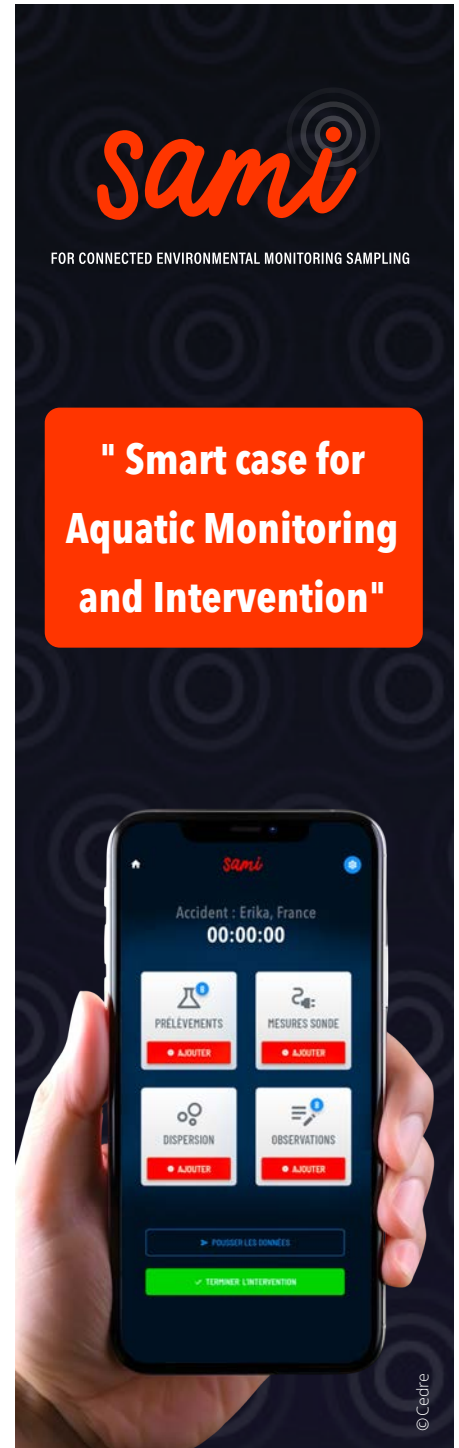 sami
FOR CONNECTED ENVIRONMENTAL MONITORING SAMPLING
" Smart case for
Aquatic Monitoring
and Intervention"
sami
Accident : Erika, France
00:00:00
PRÉLÈVEMENTS
MESURES SONDE
AJOUTER
AJOUTER
DISPERSION
OBSERVATIONS
AJOUTER
AJOUTER
POUSSER LES DONNÉES
TERMINER L'INTERVENTION
© Cedre